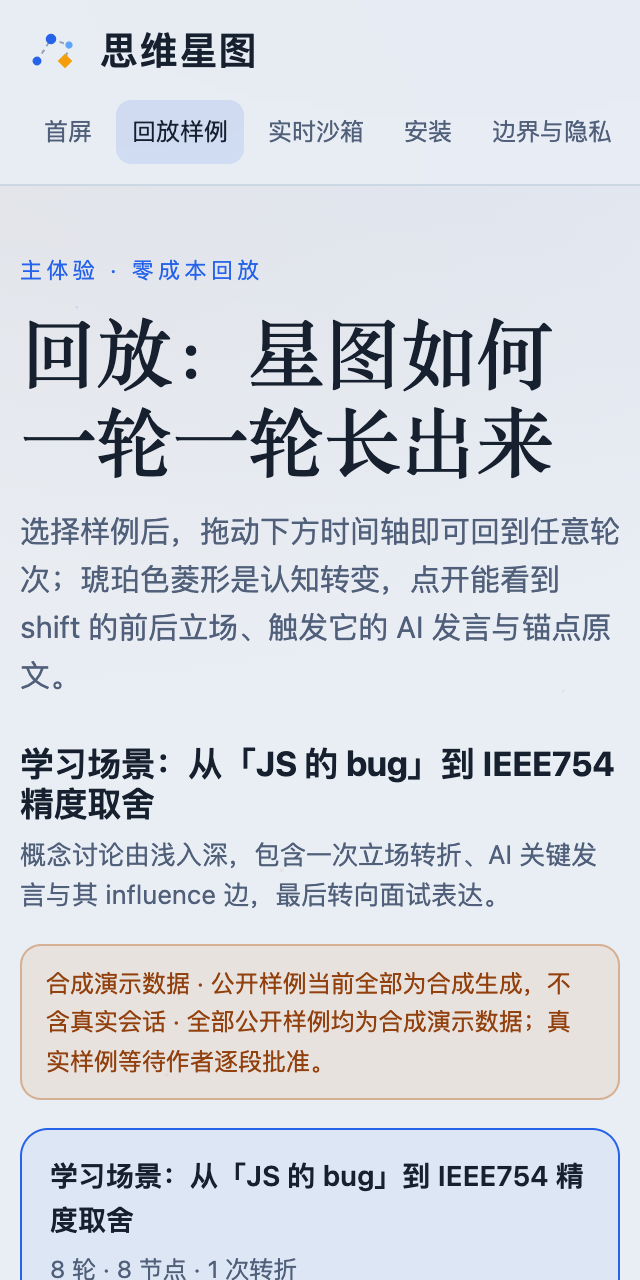 思维星图
首屏 回放样例 实时沙箱 安装 边界与隐私
主体验 · 零成本回放
回放：星图如何
一轮一轮长出来
选择样例后，拖动下方时间轴即可回到任意轮
次；琥珀色菱形是认知转变，点开能看到
shift 的前后立场、触发它的 AI 发言与锚点原
文。
学习场景：从「JS 的 bug」到 IEEE754
精度取舍
概念讨论由浅入深，包含一次立场转折、AI 关键发
言与其 influence 边，最后转向面试表达。
合成演示数据 · 公开样例当前全部为合成生成，不
含真实会话 · 全部公开样例均为合成演示数据；真
实样例等待作者逐段批准。
学习场景：从「JS 的 bug」到 IEEE754 精
度取舍
8 轮 · 8 节点 · 1 次转折